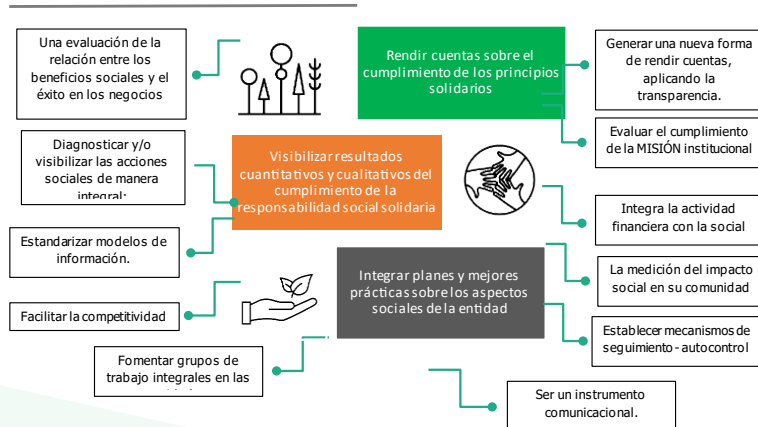 Una evaluación de la
relación entre los
beneficios sociales y el
éxito en los negocios
Rendir cuentas sobre el
cumplimiento de los principios
solidarios
Generar una nueva forma
de rendir cuentas,
aplicando la
transparencia.
Diagnosticar y/o
visibilizar las acciones
sociales de manera
integral;
Visibilizar resultados
cuantitativos y cualitativos del
cumplimiento de la
responsabilidad social solidaria
Evaluar el cumplimiento
de la MISIÓN institucional
Integra la actividad
financiera con la social
Estandarizar modelos de
información.
Integrar planes y mejores
prácticas sobre los aspectos
sociales de la entidad
La medición del impacto
social en su comunidad
Facilitar la competitividad
Establecer mecanismos de
seguimiento - autocontrol
Fomentar grupos de
trabajo integrales en las
Ser un instrumento
comunicacional.